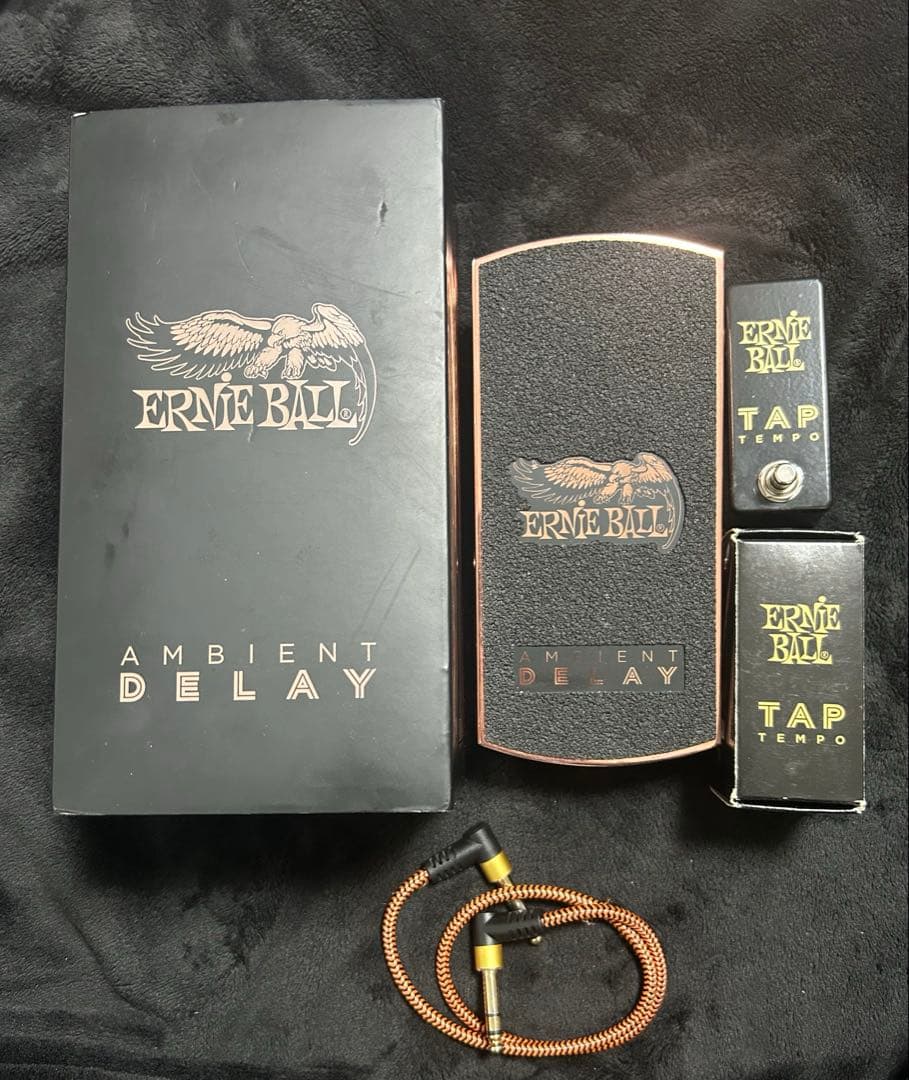 ERNIE BALL®
AMBIENT
DELAY
ERNIE BALL®
AMBIENT
DELAY
ERNIE
BALL®
TAP
TEMPO
ERNIE
BALL®
TAP
TEMPO